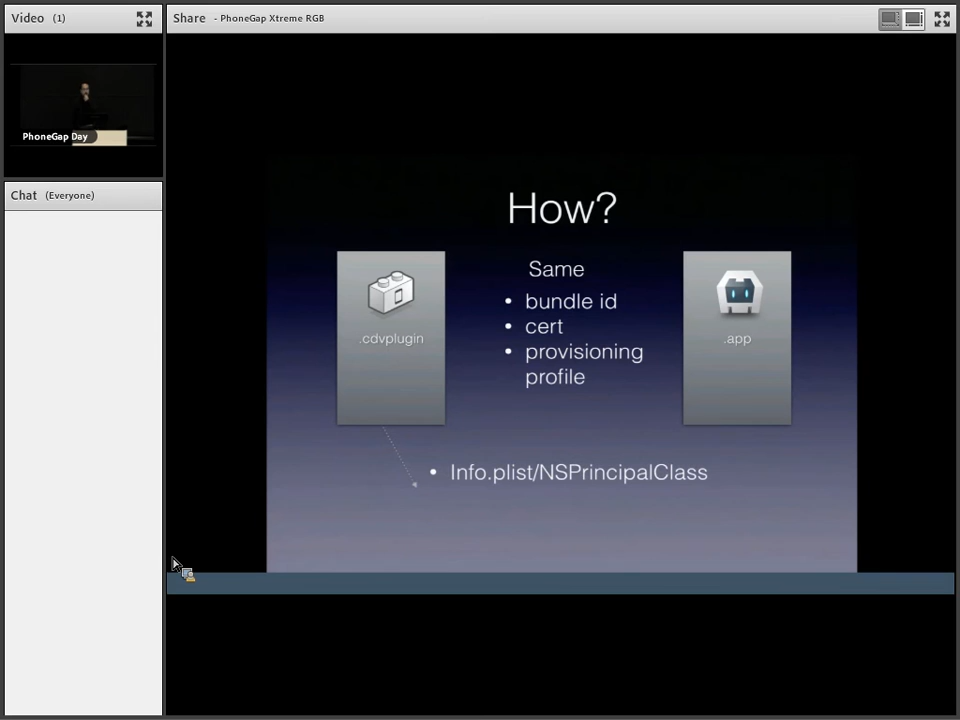 Video (1)
PhoneGap Day
Chat (Everyone)
Share - PhoneGap Xtreme RGB
How?
.cdvplugin
Same
• bundle id
• cert
• provisioning
profile
.app
• Info.plist/NSPrincipalClass